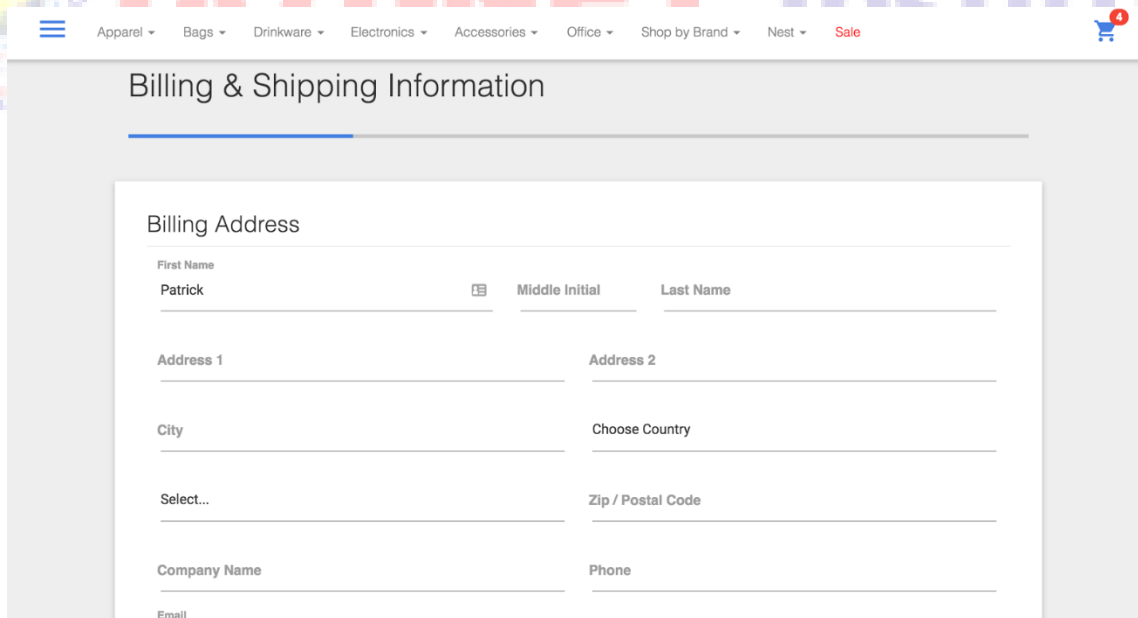 4
Apparel Bags Drinkware Electronics Accessories Office Shop by Brand Nest Sale
Billing & Shipping Information
Billing Address
First Name
Patrick Middle Initial Last Name
Address 1 Address 2
City Choose Country
Select... Zip / Postal Code
Company Name Phone
Email